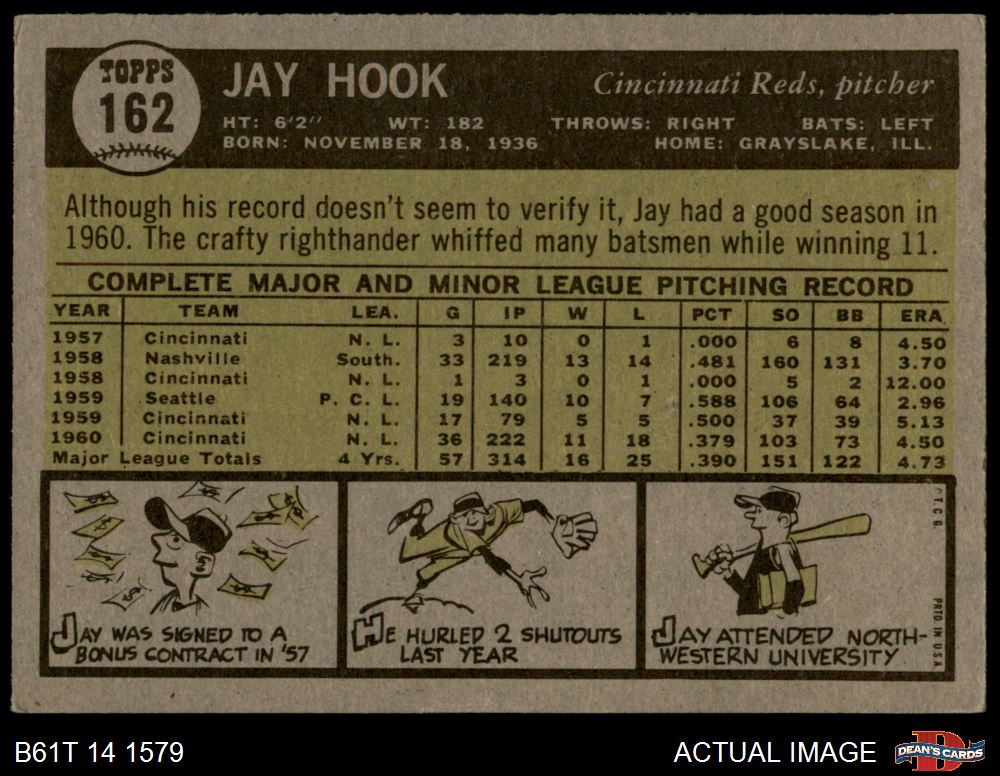 TOPPS
162
JAY HOOK
Cincinnati Reds, pitcher
HT: 6'2" WT: 182 THROWS: RIGHT BATS: LEFT
BORN: NOVEMBER 18, 1936 HOME: GRAYSLAKE, ILL.
Although his record doesn't seem to verify it, Jay had a good season in
1960. The crafty righthander whiffed many batsmen while winning 11.
COMPLETE MAJOR AND MINOR LEAGUE PITCHING RECORD
YEAR TEAM LEA. G IP W L PCT SO BB ERA
1957 Cincinnati N. L. 3 10 0 1 .000 6 8 4.50
1958 Nashville South. 33 219 13 14 .481 160 131 3.70
1958 Cincinnati N. L. 1 3 0 1 .000 5 2 12.00
1959 Seattle P. C. L. 19 140 10 7 .588 106 64 2.96
1959 Cincinnati N. L. 17 79 5 5 .500 37 39 5.13
1960 Cincinnati N. L. 36 222 11 18 .379 103 73 4.50
Major League Totals 4 Yrs. 57 314 16 25 .390 151 122 4.73
JAY WAS SIGNED TO A
BONUS CONTRACT IN '57
HE HURLED 2 SHUTOUTS
LAST YEAR
JAY ATTENDED NORTH-
WESTERN UNIVERSITY
T. C. G.
PRTD. IN U.S.A.
B61T 14 1579
ACTUAL IMAGE
DEAN'S CARDS